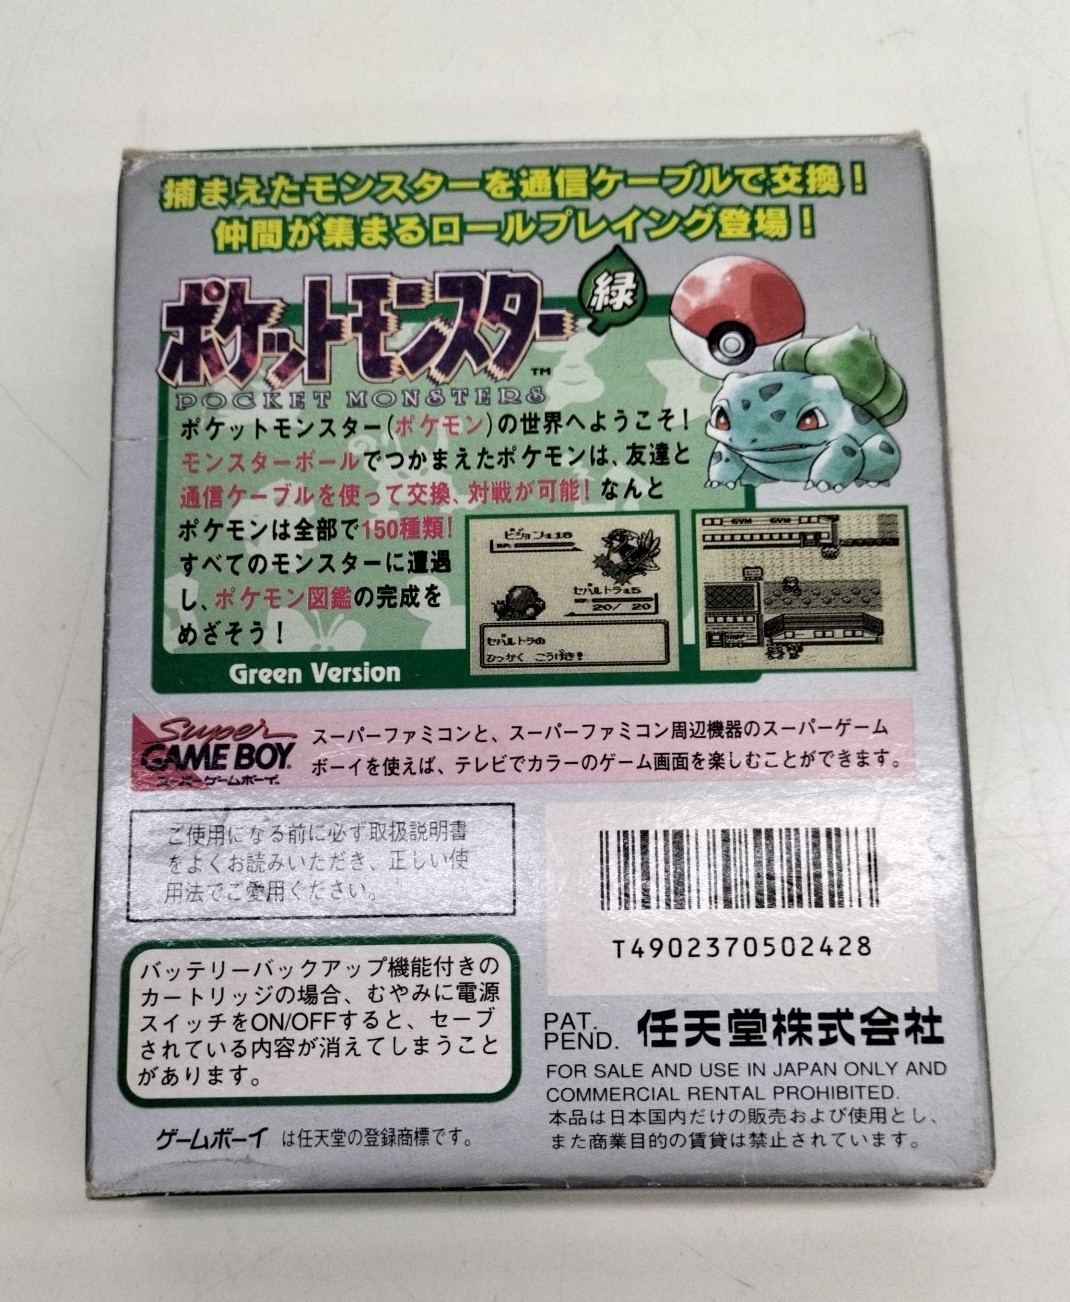 捕まえたモンスターを通信ケーブルで交換！
仲間が集まるロールプレイング登場！
ポケットモンスター 緑
TM
POCKET MONSTERS
ポケットモンスター(ポケモン)の世界へようこそ！
モンスターボールでつかまえたポケモンは、友達と
通信ケーブルを使って交換、対戦が可能！なんと
ポケモンは全部で150種類！
すべてのモンスターに遭遇
し、ポケモン図鑑の完成を
めざそう！
ピジョン :L18
HP:
セバルトラ :L5
HP:
20/ 20
セバルトラの
ひっかく こうげき！
GYM GYM
Green Version
Super
GAME BOY
スーパーゲームボーイ
スーパーファミコンと、スーパーファミコン周辺機器のスーパーゲーム
ボーイを使えば、テレビでカラーのゲーム画面を楽しむことができます。
ご使用になる前に必ず取扱説明書
をよくお読みいただき、正しい使
用法でご愛用ください。
T4902370502428
バッテリーバックアップ機能付きの
カートリッジの場合、むやみに電源
スイッチをON/OFFすると、セーブ
されている内容が消えてしまうこと
があります。
PAT.
PEND. 任天堂株式会社
FOR SALE AND USE IN JAPAN ONLY AND
COMMERCIAL RENTAL PROHIBITED.
本品は日本国内だけの販売および使用とし、
また商業目的の賃貸は禁止されています。
ゲームボーイ は任天堂の登録商標です。